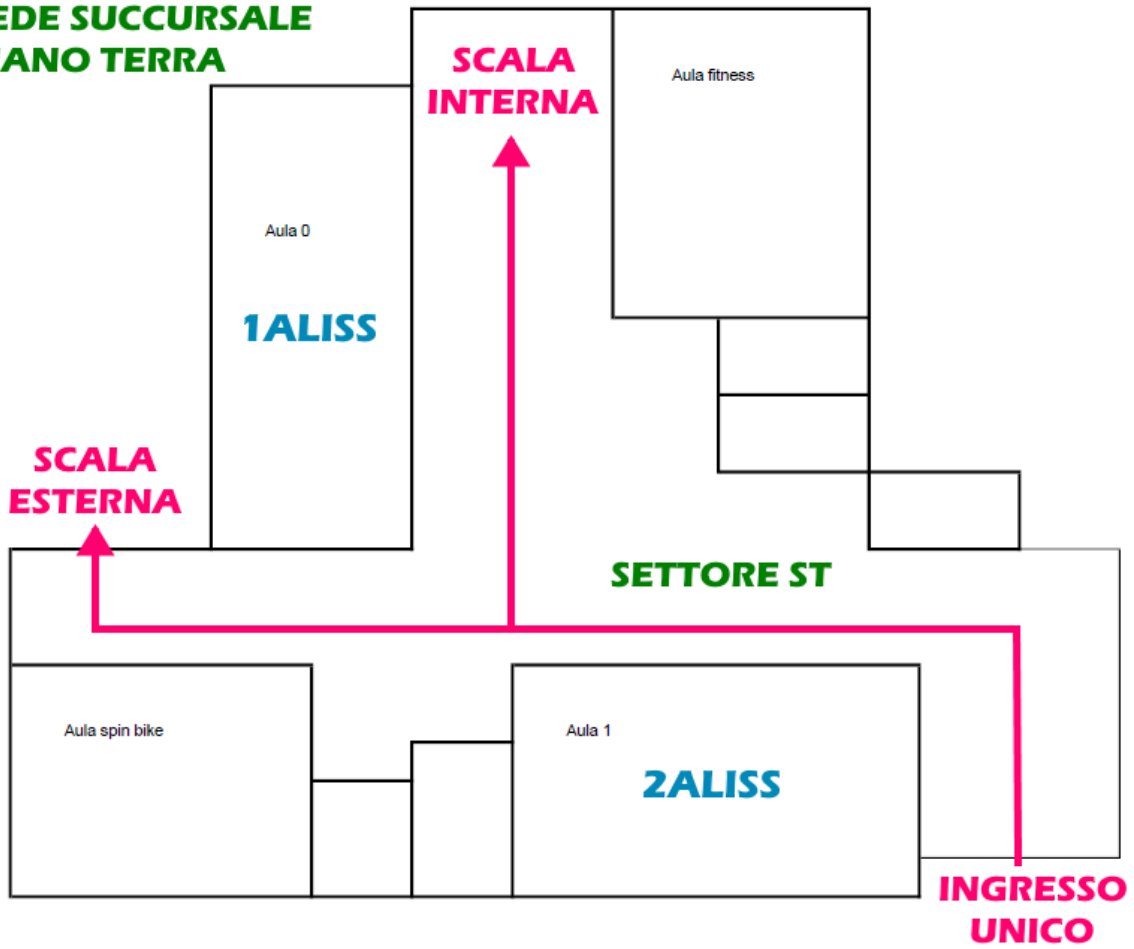 EDE SUCCURSALE
IANO TERRA
SCALA
INTERNA
Aula fitness
Aula 0
1ALISS
SCALA
ESTERNA
SETTORE ST
Aula spin bike
Aula 1
2ALISS
INGRESSO
UNICO